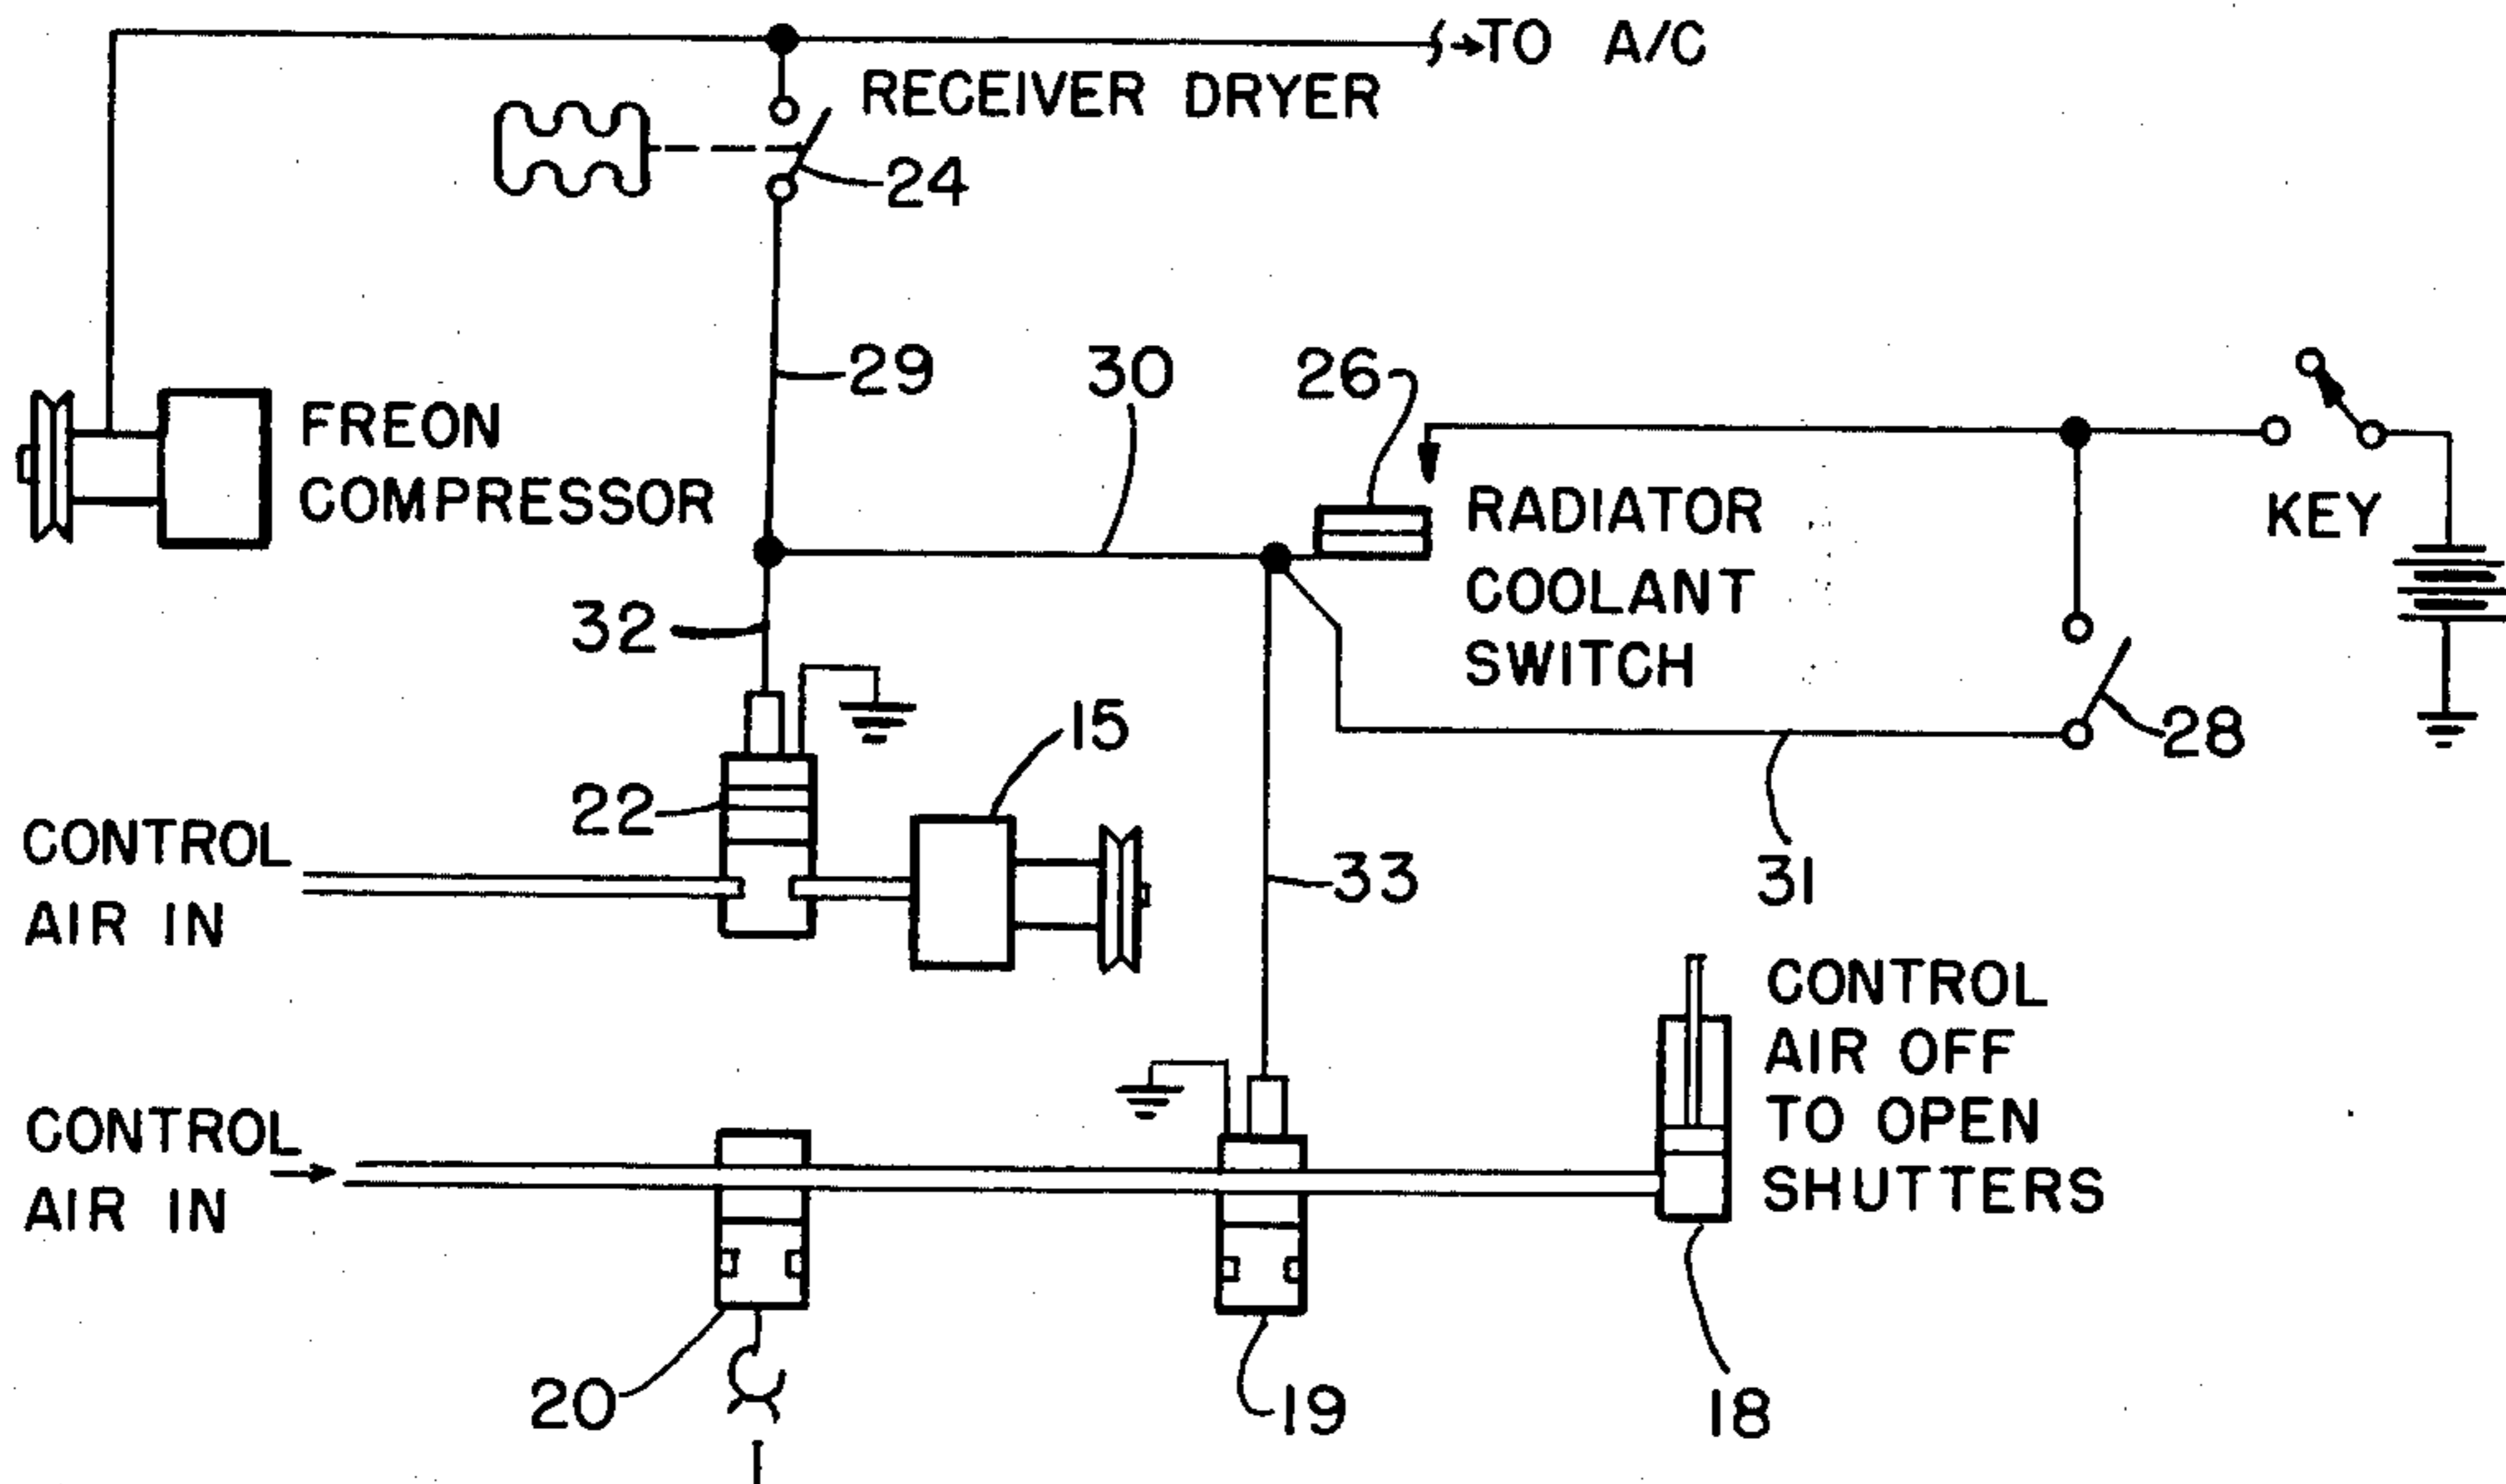 TO A/C
RECEIVER DRYER
24
29
30
26
FREON
COMPRESSOR
RADIATOR
COOLANT
SWITCH
KEY
32
15
28
22
CONTROL
AIR IN
33
31
CONTROL
AIR OFF
TO OPEN
SHUTTERS
CONTROL
AIR IN
20
19
18